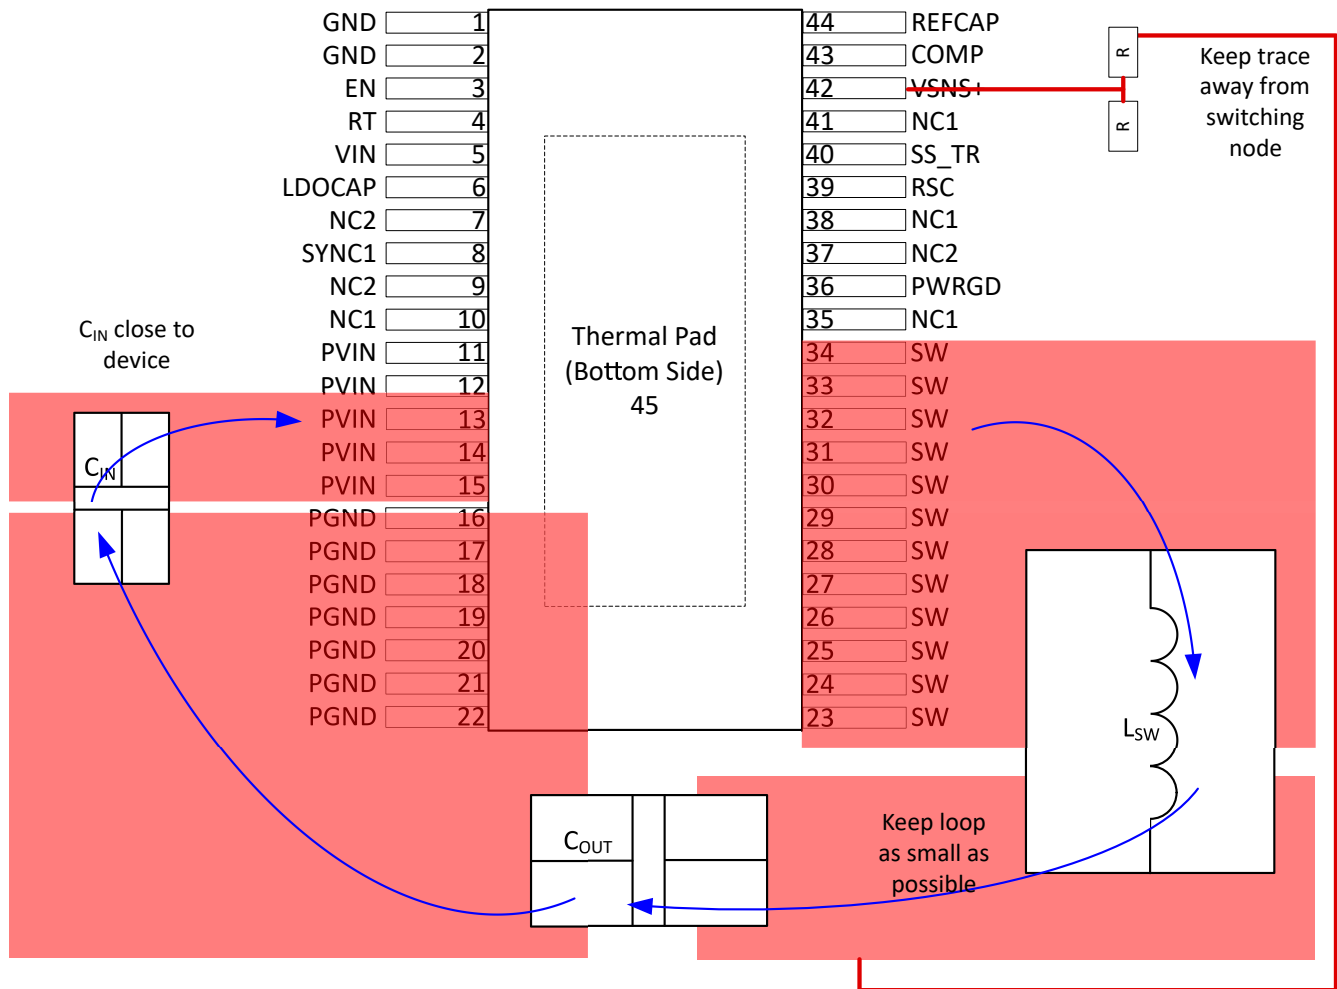 GND 1
GND 2
EN 3
RT 4
VIN 5
LDOCAP 6
NC2 7
SYNC1 8
NC2 9
NC1 10
PVIN 11
PVIN 12
PVIN 13
PVIN 14
PVIN 15
PGND 16
PGND 17
PGND 18
PGND 19
PGND 20
PGND 21
PGND 22
44 REFCAP
43 COMP
42 VSNS+
41 NC1
40 SS_TR
39 RSC
38 NC1
37 NC2
36 PWRGD
35 NC1
34 SW
33 SW
32 SW
31 SW
30 SW
29 SW
28 SW
27 SW
26 SW
25 SW
24 SW
23 SW
Thermal Pad
(Bottom Side)
45
R
R
Keep trace
away from
switching
node
CIN close to
device
CIN
LSW
COUT
Keep loop
as small as
possible